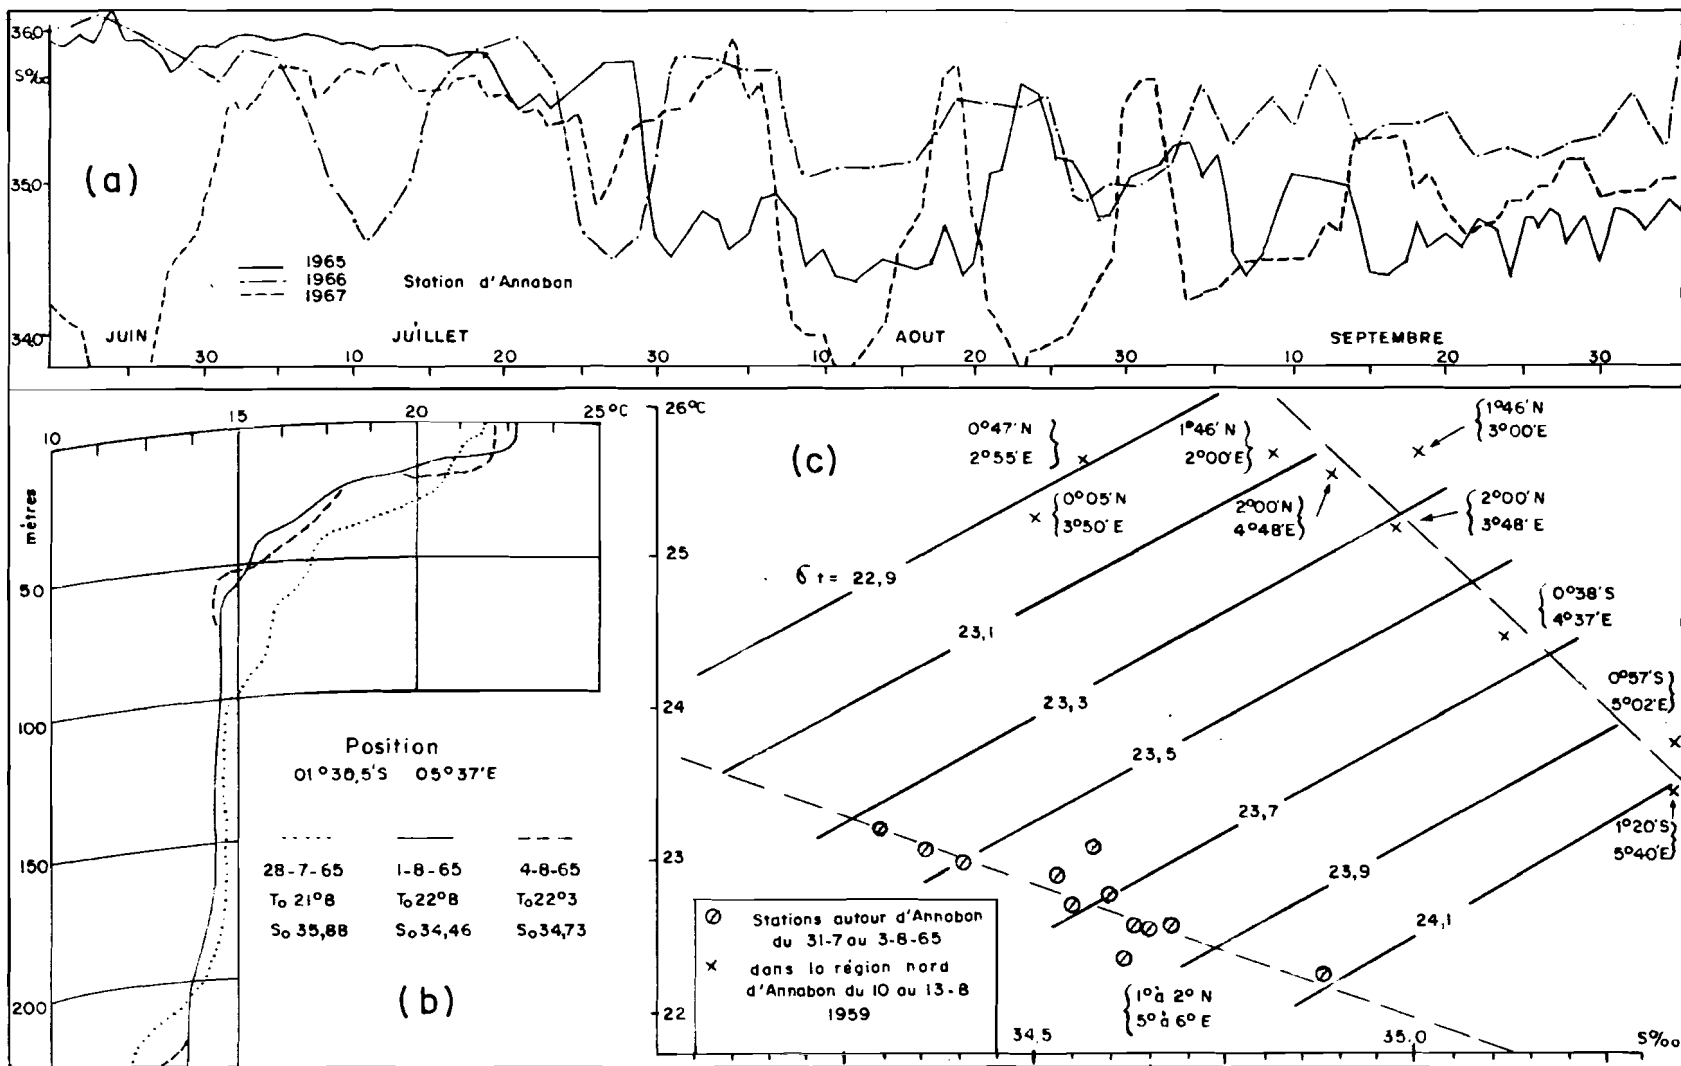 36,0
S‰
(a)
35,0
1965
1966
1967
Station d'Annobon
34,0
JUIN JUILLET AOUT SEPTEMBRE
30 10 20 30 10 20 30 10 20 30
10 15 20 25°C
mètres
50
100
150
200
Position
01°30,5'S 05°37'E
28-7-65 1-8-65 4-8-65
T₀ 21°8 T₀ 22°8 T₀ 22°3
S₀ 35,88 S₀ 34,46 S₀ 34,73
(b)
26°C
25
24
23
22
(c)
0°47'N
2°55'E
1°46'N
2°00'E
1°46'N
3°00'E
0°05'N
3°50'E
2°00'N
4°48'E
2°00'N
3°48'E
0°38'S
4°37'E
0°57'S
5°02'E
1°20'S
5°40'E
σt = 22,9
23,1
23,3
23,5
23,7
23,9
24,1
Stations autour d'Annobon
du 31-7 au 3-8-65
dans la région nord
d'Annobon du 10 au 13-8
1959
1° à 2° N
5° à 6° E
34,5 35,0 S‰